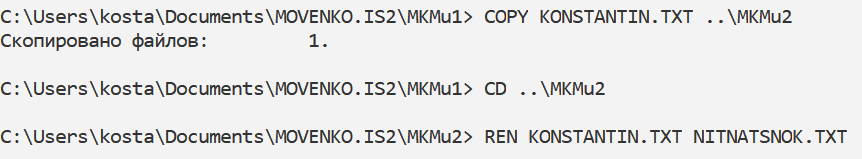 C:\Users\kosta\Documents\MOVENKO.IS2\MKMu1> COPY KONSTANTIN.TXT ..\MKMu2
Скопировано файлов:         1.
C:\Users\kosta\Documents\MOVENKO.IS2\MKMu1> CD ..\MKMu2
C:\Users\kosta\Documents\MOVENKO.IS2\MKMu2> REN KONSTANTIN.TXT NITNATSNOK.TXT